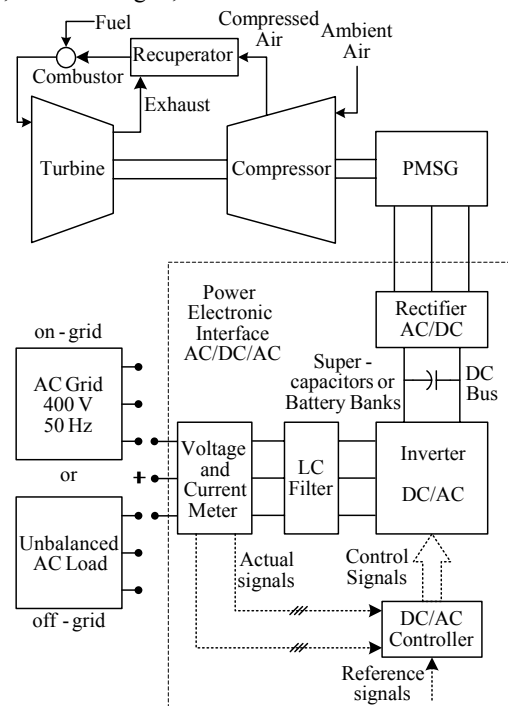 Fuel
Compressed
Air
Ambient
Air
Recuperator
Combustor
Exhaust
Turbine
Compressor
PMSG
Power
Electronic
Interface
AC/DC/AC
Rectifier
AC/DC
on - grid
Super -
capacitors or
Battery Banks
DC
Bus
AC Grid
400 V
50 Hz
or
Voltage
and
Current
Meter
LC
Filter
Inverter
DC/AC
Unbalanced
AC Load
off - grid
Actual
signals
Control
Signals
DC/AC
Controller
Reference
signals